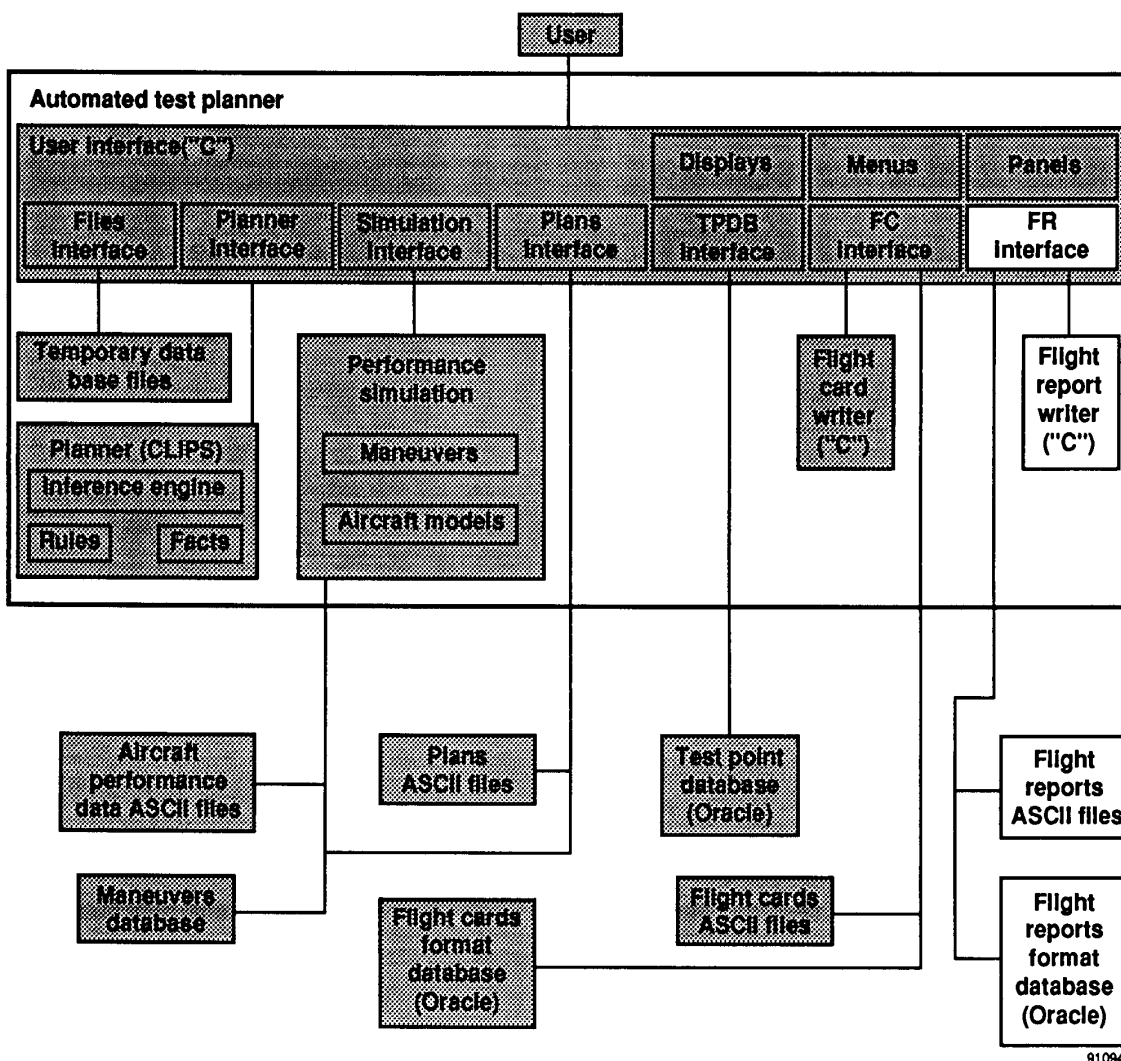 User
Automated test planner
User interface("C")
Displays
Menus
Panels
Files
interface
Planner
interface
Simulation
interface
Plans
interface
TPDB
interface
FC
interface
FR
interface
Temporary data
base files
Performance
simulation
Maneuvers
Aircraft models
Flight
card
writer
("C")
Flight
report
writer
("C")
Planner (CLIPS)
Inference engine
Rules
Facts
Aircraft
performance
data ASCII files
Plans
ASCII files
Test point
database
(Oracle)
Flight
reports
ASCII files
Maneuvers
database
Flight cards
format
database
(Oracle)
Flight cards
ASCII files
Flight
reports
format
database
(Oracle)
91094